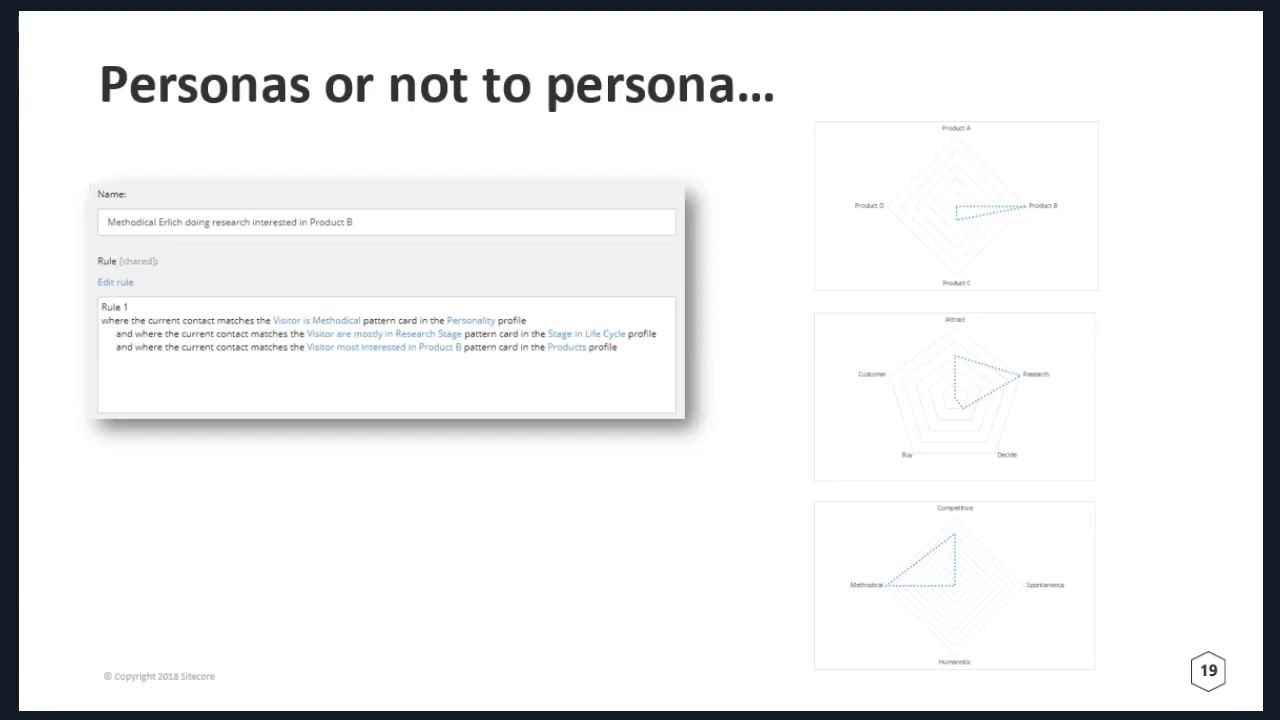 Personas or not to persona...
Name:
Methodical Erlich doing research interested in Product B
Rule [shared]:
Edit rule
Rule 1
where the current contact matches the Visitor is Methodical pattern card in the Personality profile
and where the current contact matches the Visitor are mostly in Research Stage pattern card in the Stage in Life Cycle profile
and where the current contact matches the Visitor most interested in Product B pattern card in the Products profile
Product A
Product D
Product B
Product C
Attract
Customer
Research
Buy
Decide
Competitive
Methodical
Spontaneous
Humanistic
© Copyright 2018 Sitecore
19